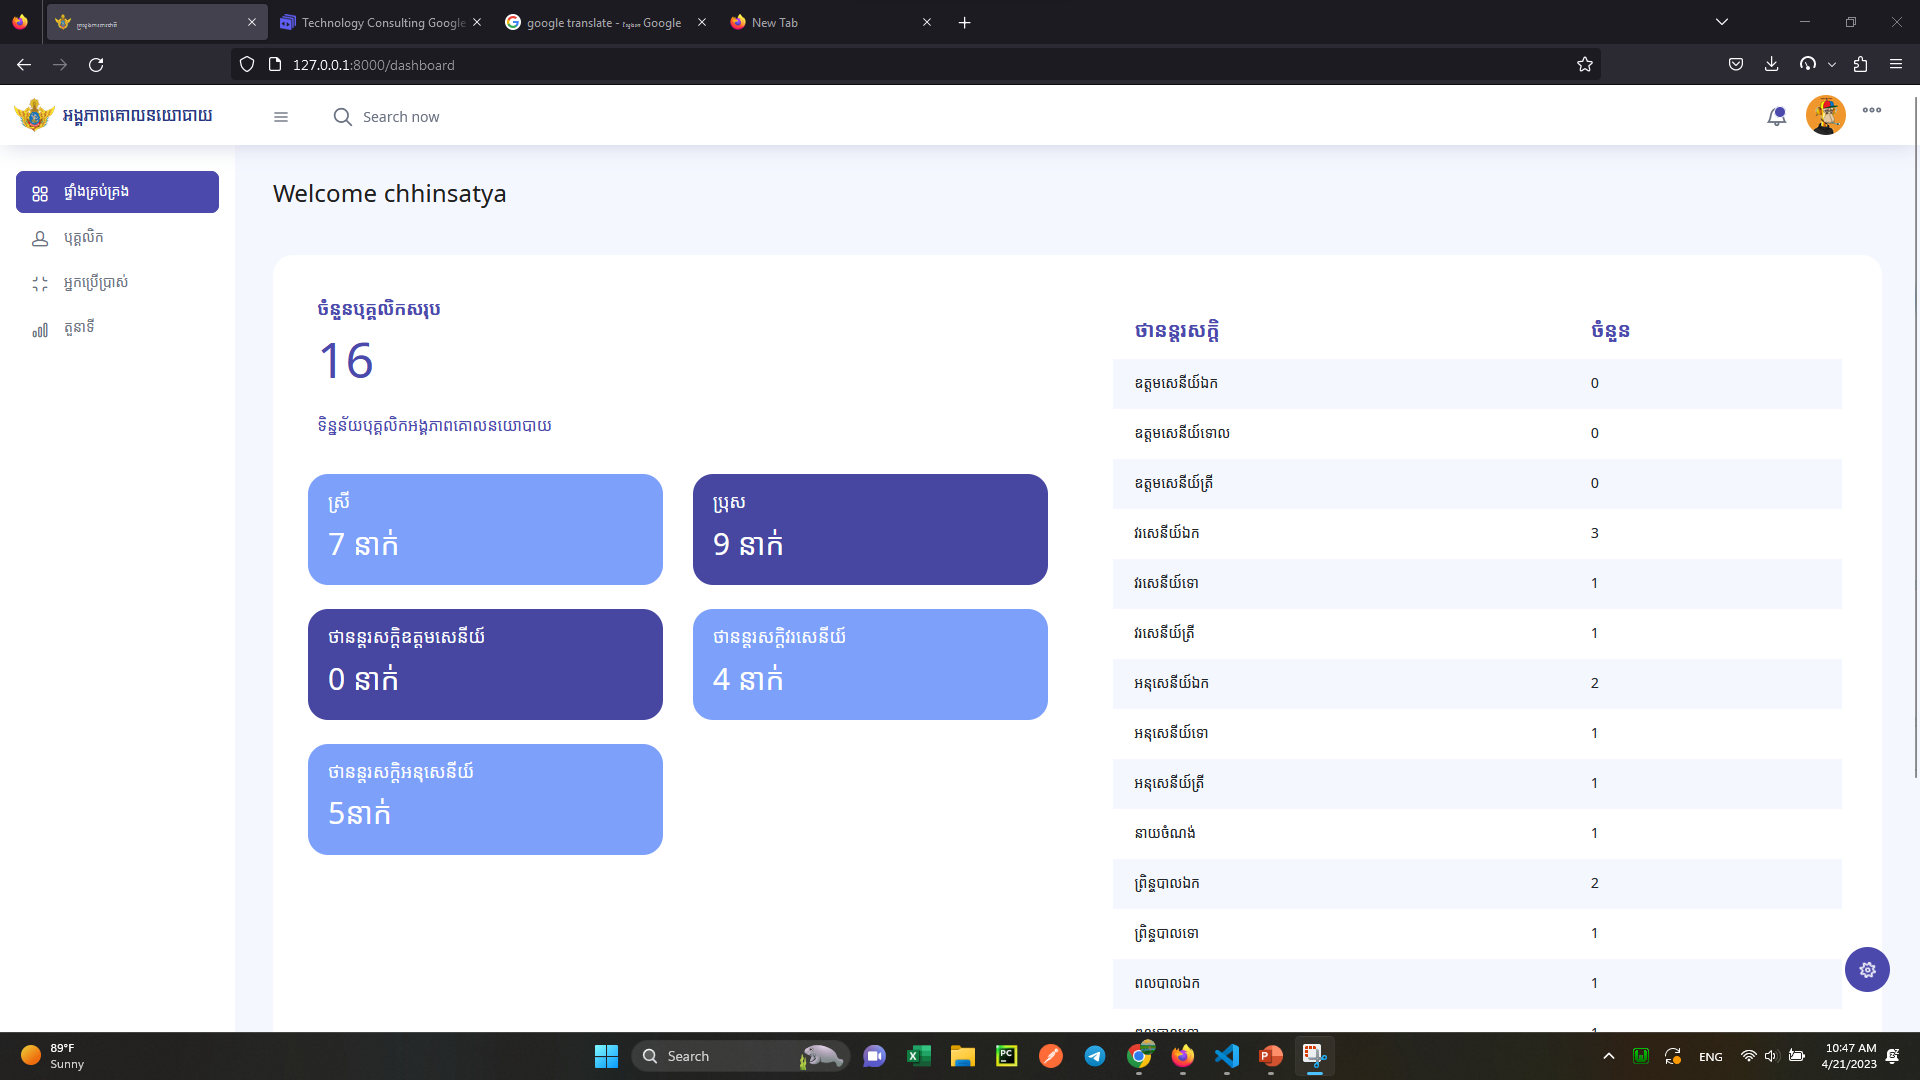 Technology Consulting Google
google translate - ស្វែងរក Google
New Tab
127.0.0.1:8000/dashboard
អង្គភាពគោលនយោបាយ
Search now
ផ្ទាំងគ្រប់គ្រង
បុគ្គលិក
អ្នកប្រើប្រាស់
តួនាទី
Welcome chhinsatya
ចំនួនបុគ្គលិកសរុប
16
ទិន្នន័យបុគ្គលិកអង្គភាពគោលនយោបាយ
ស្រី
7 នាក់
ប្រុស
9 នាក់
ថានន្តរសក្តិឧត្តមសេនីយ៍
0 នាក់
ថានន្តរសក្តិវរសេនីយ៍
4 នាក់
ថានន្តរសក្តិអនុសេនីយ៍
5នាក់
ថានន្តរសក្តិ ចំនួន
ឧត្តមសេនីយ៍ឯក 0
ឧត្តមសេនីយ៍ទោល 0
ឧត្តមសេនីយ៍ត្រី 0
វរសេនីយ៍ឯក 3
វរសេនីយ៍ទោ 1
វរសេនីយ៍ត្រី 1
អនុសេនីយ៍ឯក 2
អនុសេនីយ៍ទោ 1
អនុសេនីយ៍ត្រី 1
នាយចំណង់ 1
ព្រិន្ទបាលឯក 2
ព្រិន្ទបាលទោ 1
ពលបាលឯក 1
89°F
Sunny
Search
ENG
10:47 AM
4/21/2023